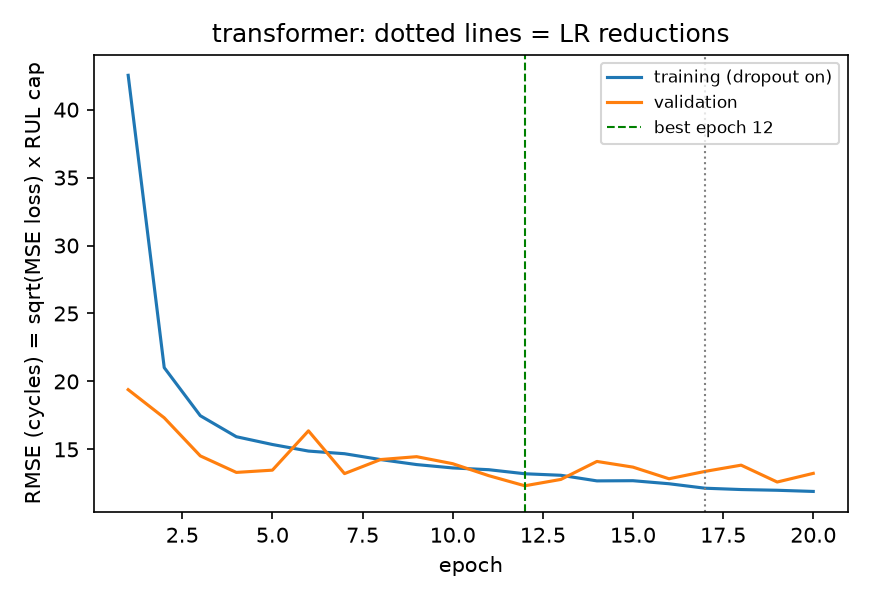 transformer: dotted lines = LR reductions
training (dropout on)
validation
best epoch 12
RMSE (cycles) = sqrt(MSE loss) x RUL cap
40
35
30
25
20
15
2.5 5.0 7.5 10.0 12.5 15.0 17.5 20.0
epoch